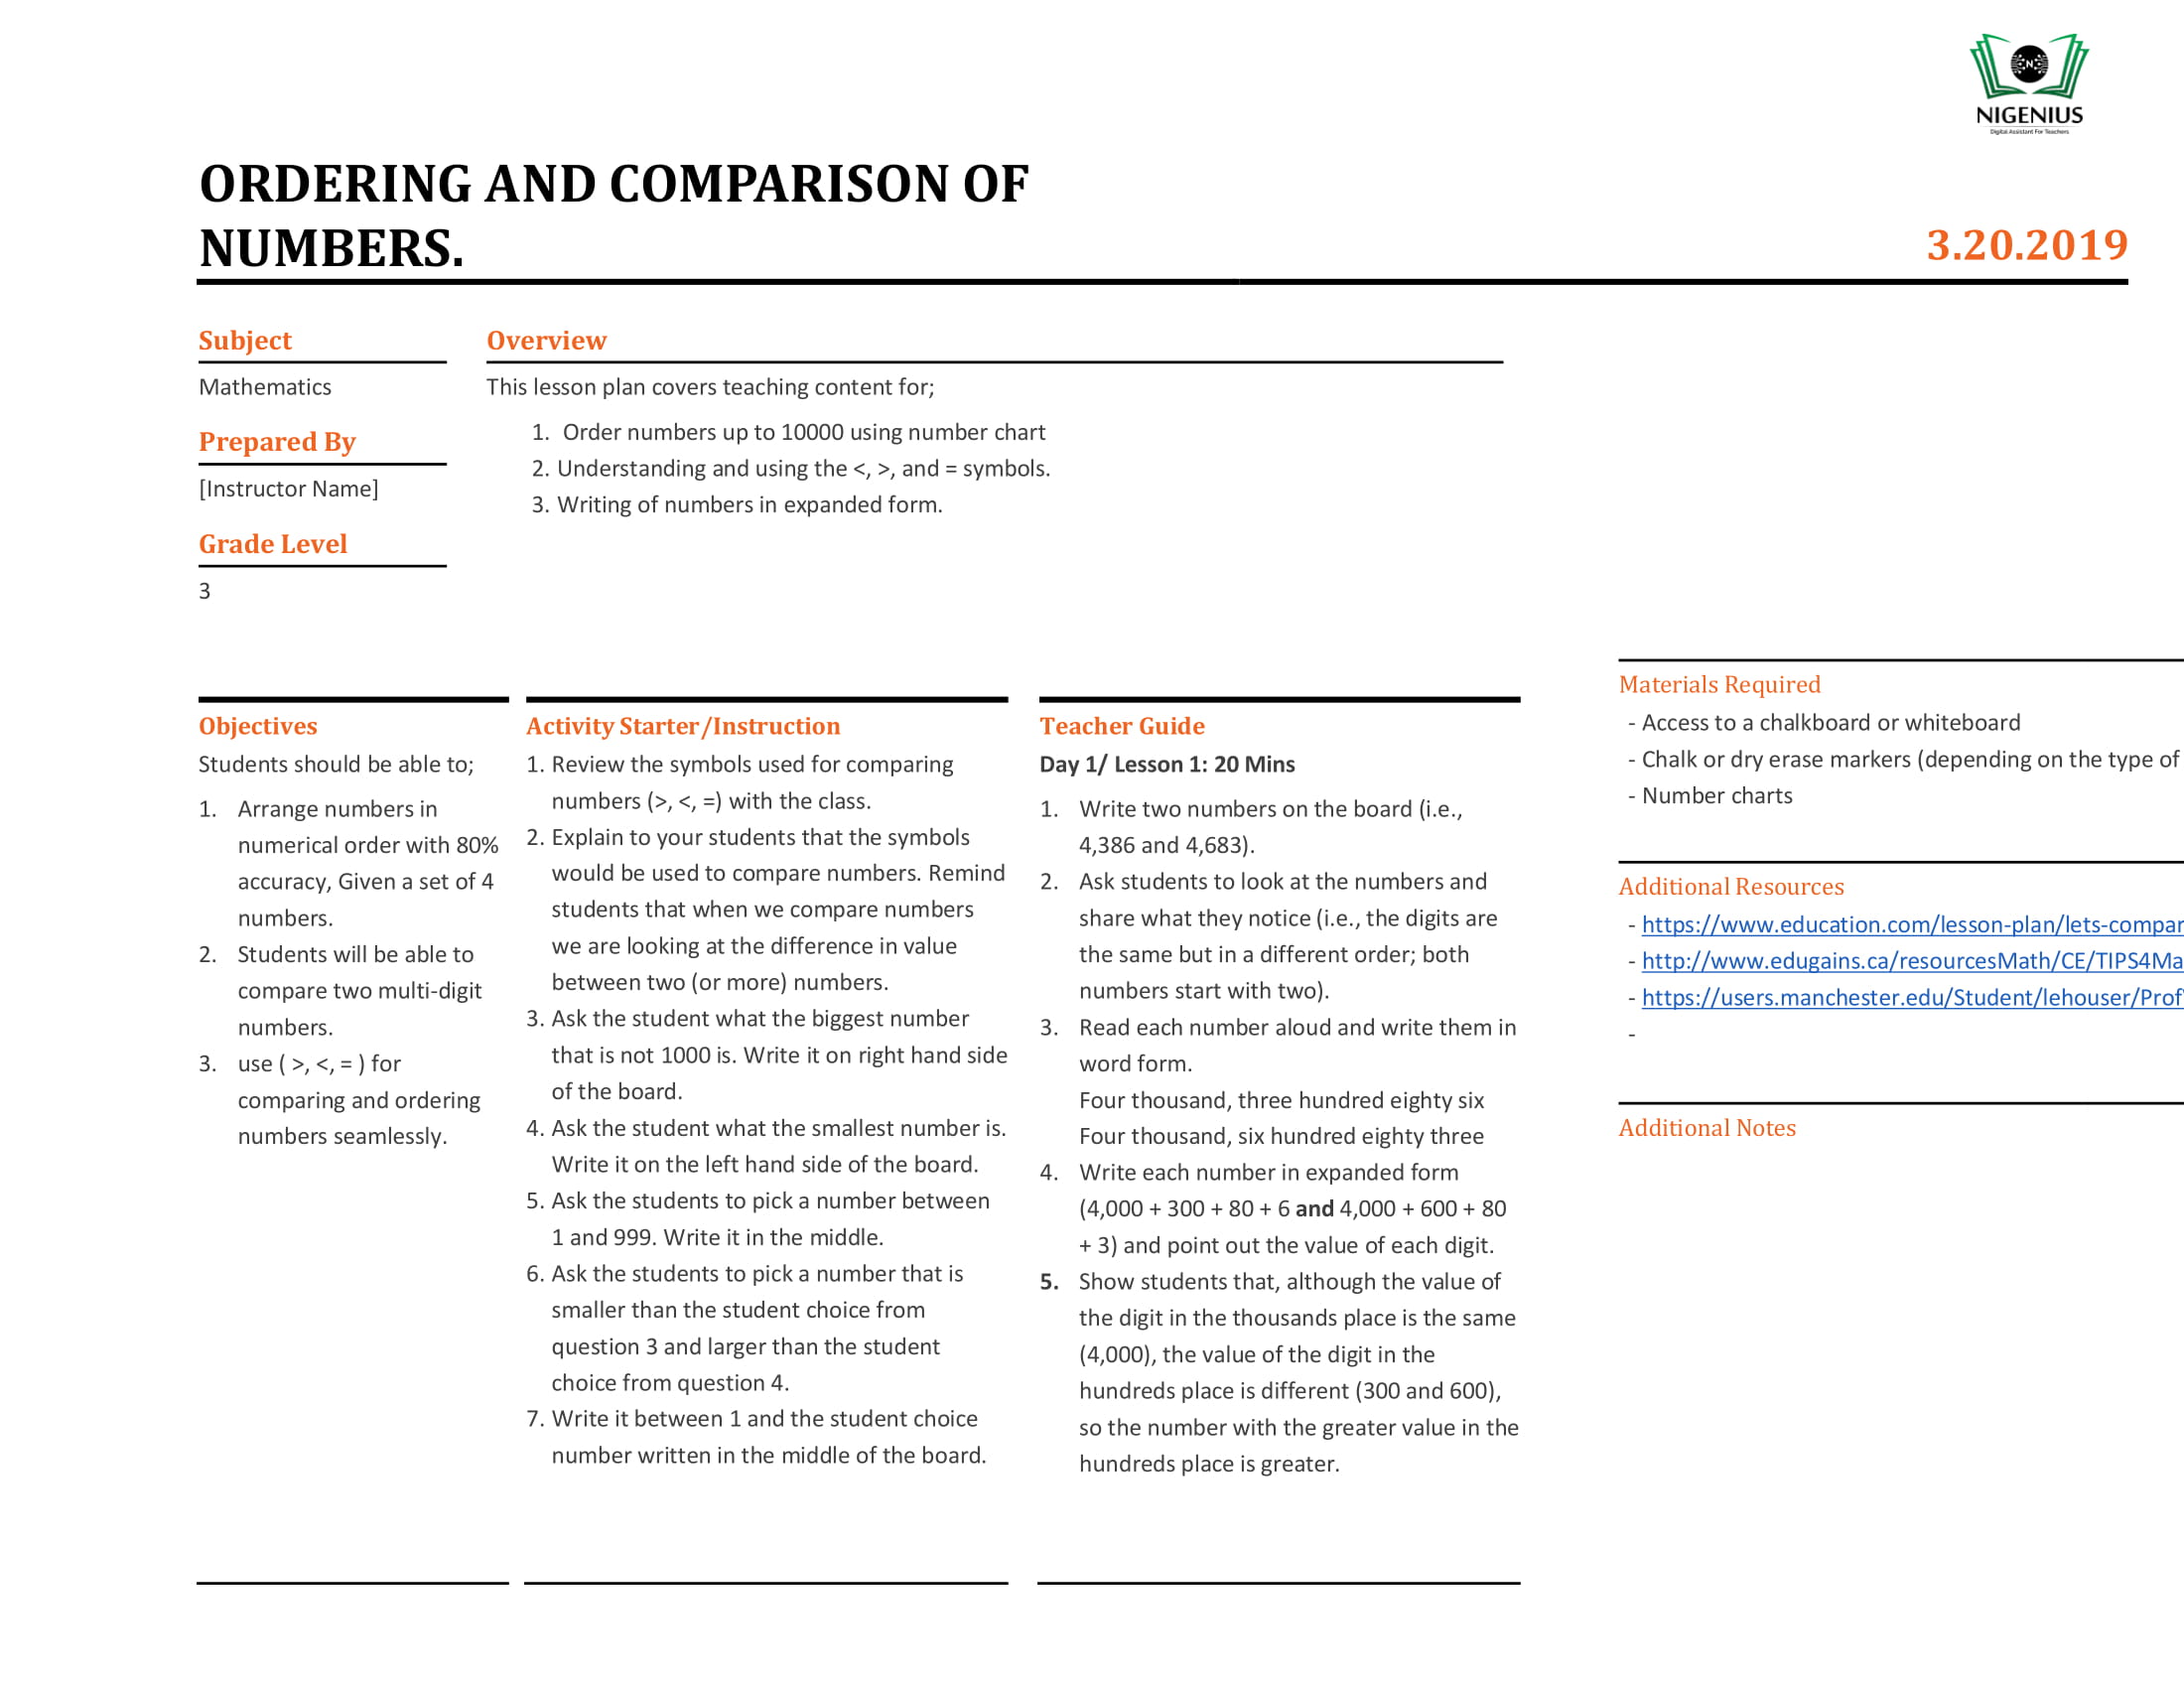 NIGENIUS
Digital Assistant For Teachers
ORDERING AND COMPARISON OF
NUMBERS.
3.20.2019
Subject
Mathematics
Prepared By
[Instructor Name]
Grade Level
3
Overview
This lesson plan covers teaching content for;
1. Order numbers up to 10000 using number chart
2. Understanding and using the <, >, and = symbols.
3. Writing of numbers in expanded form.
Objectives
Students should be able to;
1. Arrange numbers in
numerical order with 80%
accuracy, Given a set of 4
numbers.
2. Students will be able to
compare two multi-digit
numbers.
3. use ( >, <, = ) for
comparing and ordering
numbers seamlessly.
Activity Starter/Instruction
1. Review the symbols used for comparing
numbers (>, <, =) with the class.
2. Explain to your students that the symbols
would be used to compare numbers. Remind
students that when we compare numbers
we are looking at the difference in value
between two (or more) numbers.
3. Ask the student what the biggest number
that is not 1000 is. Write it on right hand side
of the board.
4. Ask the student what the smallest number is.
Write it on the left hand side of the board.
5. Ask the students to pick a number between
1 and 999. Write it in the middle.
6. Ask the students to pick a number that is
smaller than the student choice from
question 3 and larger than the student
choice from question 4.
7. Write it between 1 and the student choice
number written in the middle of the board.
Teacher Guide
Day 1/ Lesson 1: 20 Mins
1. Write two numbers on the board (i.e.,
4,386 and 4,683).
2. Ask students to look at the numbers and
share what they notice (i.e., the digits are
the same but in a different order; both
numbers start with two).
3. Read each number aloud and write them in
word form.
Four thousand, three hundred eighty six
Four thousand, six hundred eighty three
4. Write each number in expanded form
(4,000 + 300 + 80 + 6 and 4,000 + 600 + 80
+ 3) and point out the value of each digit.
5. Show students that, although the value of
the digit in the thousands place is the same
(4,000), the value of the digit in the
hundreds place is different (300 and 600),
so the number with the greater value in the
hundreds place is greater.
Materials Required
- Access to a chalkboard or whiteboard
- Chalk or dry erase markers (depending on the type of
- Number charts
Additional Resources
- https://www.education.com/lesson-plan/lets-compar
- http://www.edugains.ca/resourcesMath/CE/TIPS4Ma
- https://users.manchester.edu/Student/lehouser/Prof
-
Additional Notes